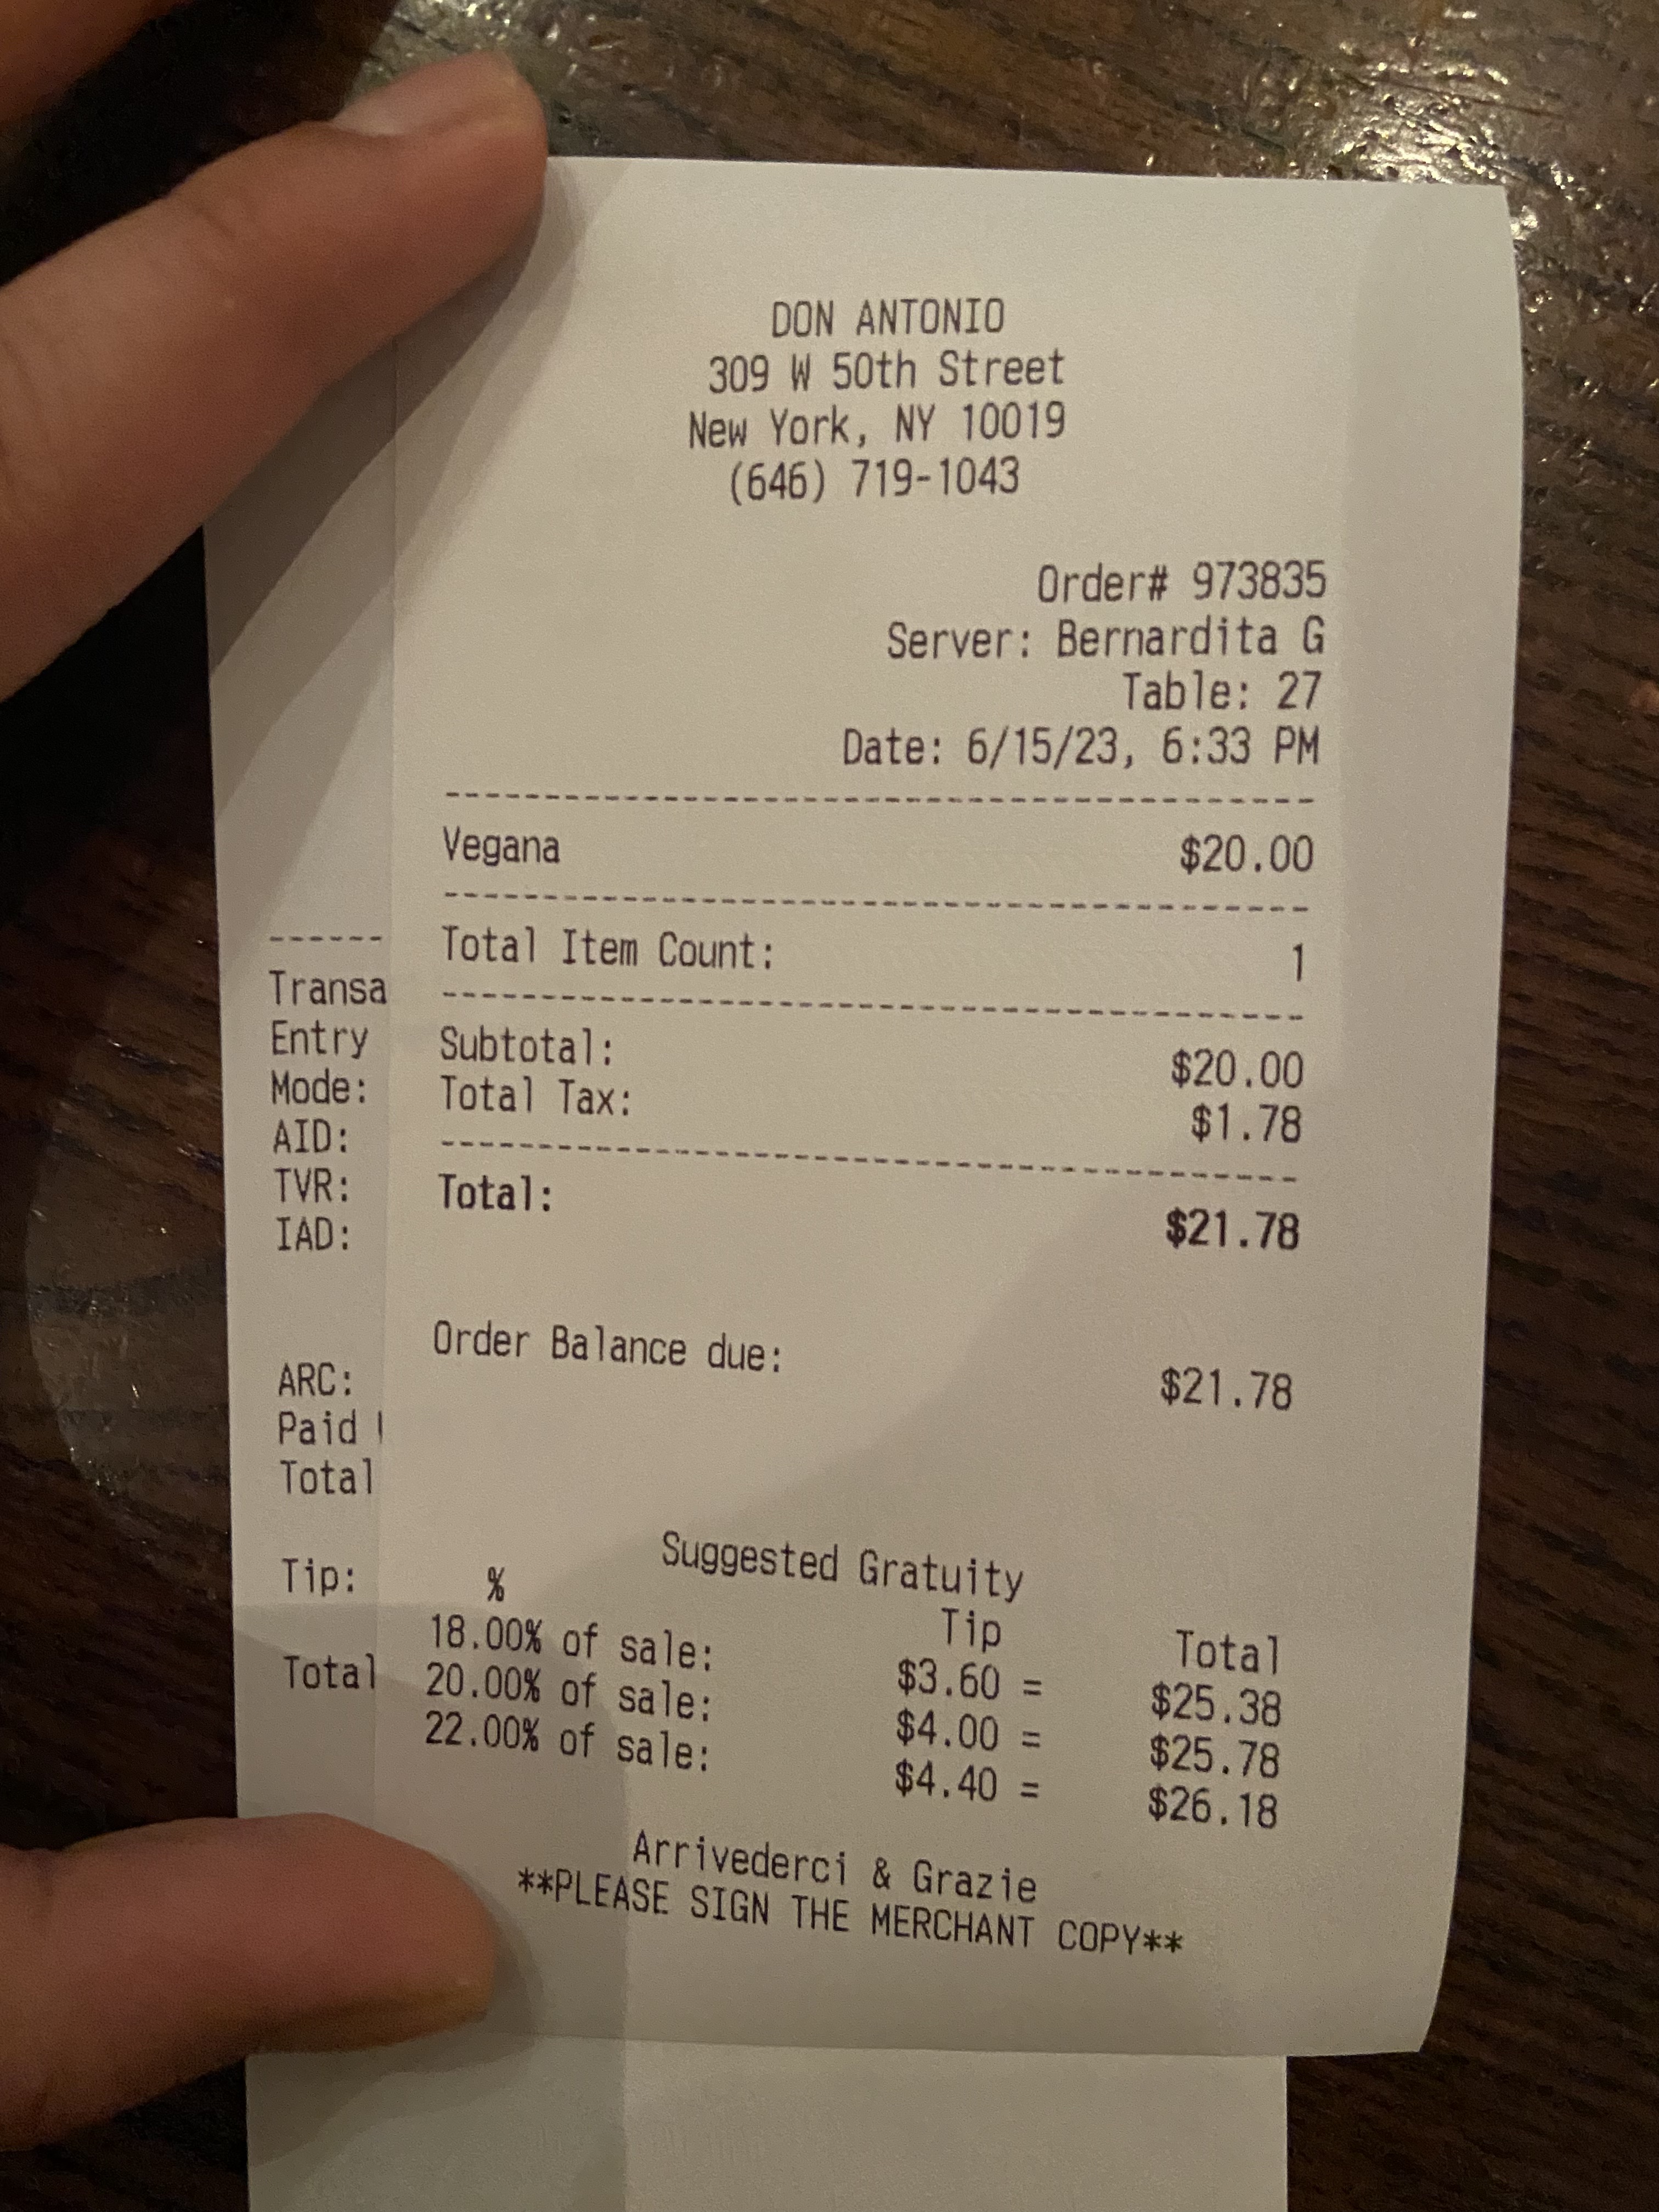 DON ANTONIO
309 W 50th Street
New York, NY 10019
(646) 719-1043
Order# 973835
Server: Bernardita G
Table: 27
Date: 6/15/23, 6:33 PM
Vegana $20.00
Total Item Count: 1
Subtotal: $20.00
Total Tax: $1.78
Total: $21.78
Order Balance due: $21.78
Suggested Gratuity
% Tip Total
18.00% of sale: $3.60 = $25.38
20.00% of sale: $4.00 = $25.78
22.00% of sale: $4.40 = $26.18
Arrivederci & Grazie
**PLEASE SIGN THE MERCHANT COPY**
Transa
Entry
Mode:
AID:
TVR:
IAD:
ARC:
Paid
Total
Tip:
Total